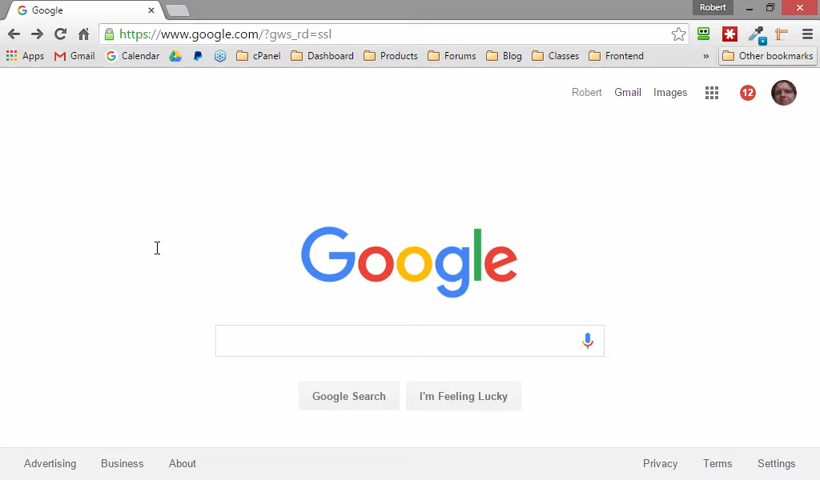 Google
Robert
https://www.google.com/?gws_rd=ssl
Apps Gmail Calendar cPanel Dashboard Products Forums Blog Classes Frontend » Other bookmarks
Robert Gmail Images 12
Google
Google Search I'm Feeling Lucky
Advertising Business About Privacy Terms Settings